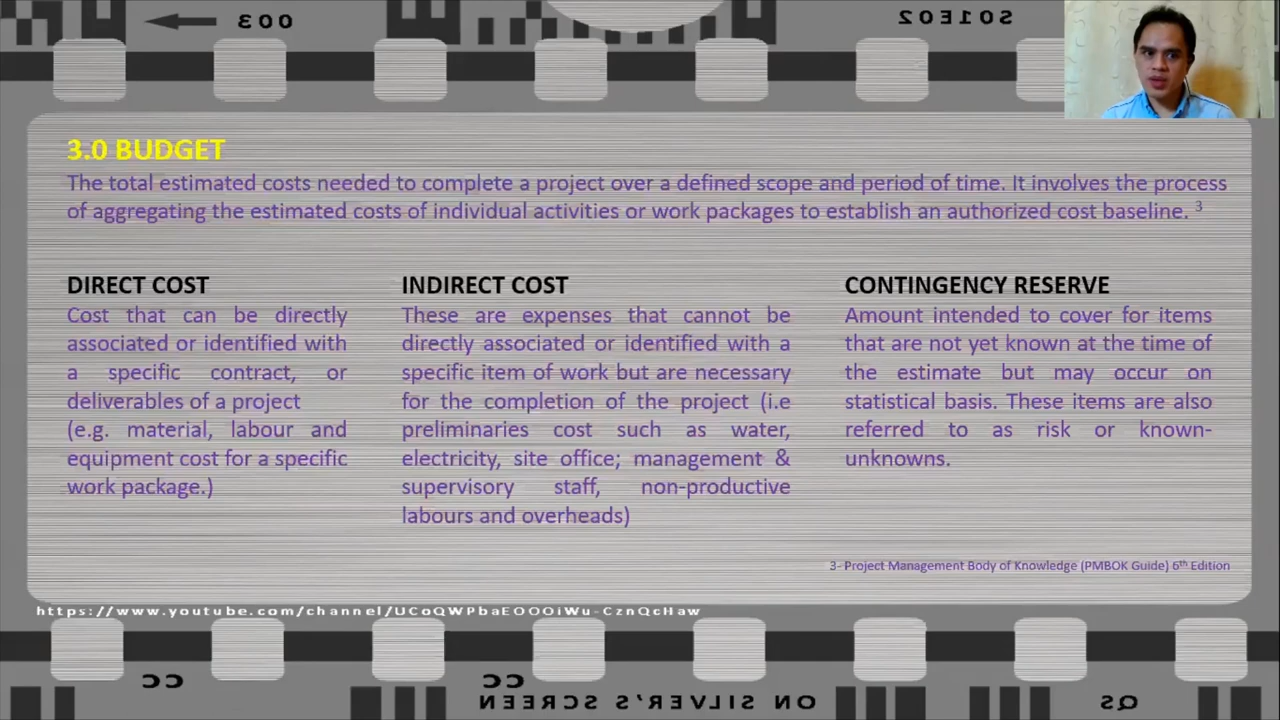 003
S01E02
3.0 BUDGET
The total estimated costs needed to complete a project over a defined scope and period of time. It involves the process
of aggregating the estimated costs of individual activities or work packages to establish an authorized cost baseline. 3
DIRECT COST
Cost that can be directly
associated or identified with
a specific contract, or
deliverables of a project
(e.g. material, labour and
equipment cost for a specific
work package.)
INDIRECT COST
These are expenses that cannot be
directly associated or identified with a
specific item of work but are necessary
for the completion of the project (i.e
preliminaries cost such as water,
electricity, site office; management &
supervisory staff, non-productive
labours and overheads)
CONTINGENCY RESERVE
Amount intended to cover for items
that are not yet known at the time of
the estimate but may occur on
statistical basis. These items are also
referred to as risk or known-
unknowns.
3- Project Management Body of Knowledge (PMBOK Guide) 6th Edition
https://www.youtube.com/channel/UCoQWPbaEOOOiWu-CznQcHaw
CC
CC
ON SILVER'S SCREEN
QS